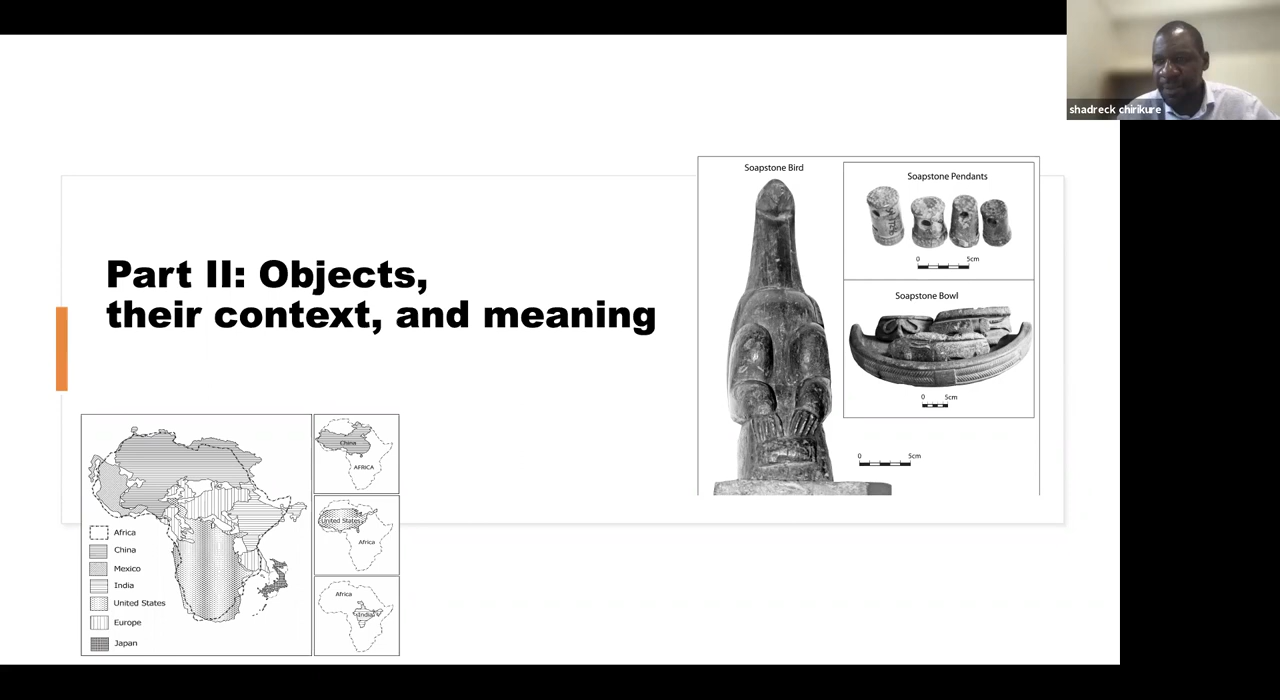 shadreck chirikure
Part II: Objects,
their context, and meaning
Soapstone Bird
Soapstone Pendants
0 5cm
Soapstone Bowl
0 5cm
0 5cm
Africa
China
Mexico
India
United States
Europe
Japan
China
AFRICA
United States
Africa
Africa
India